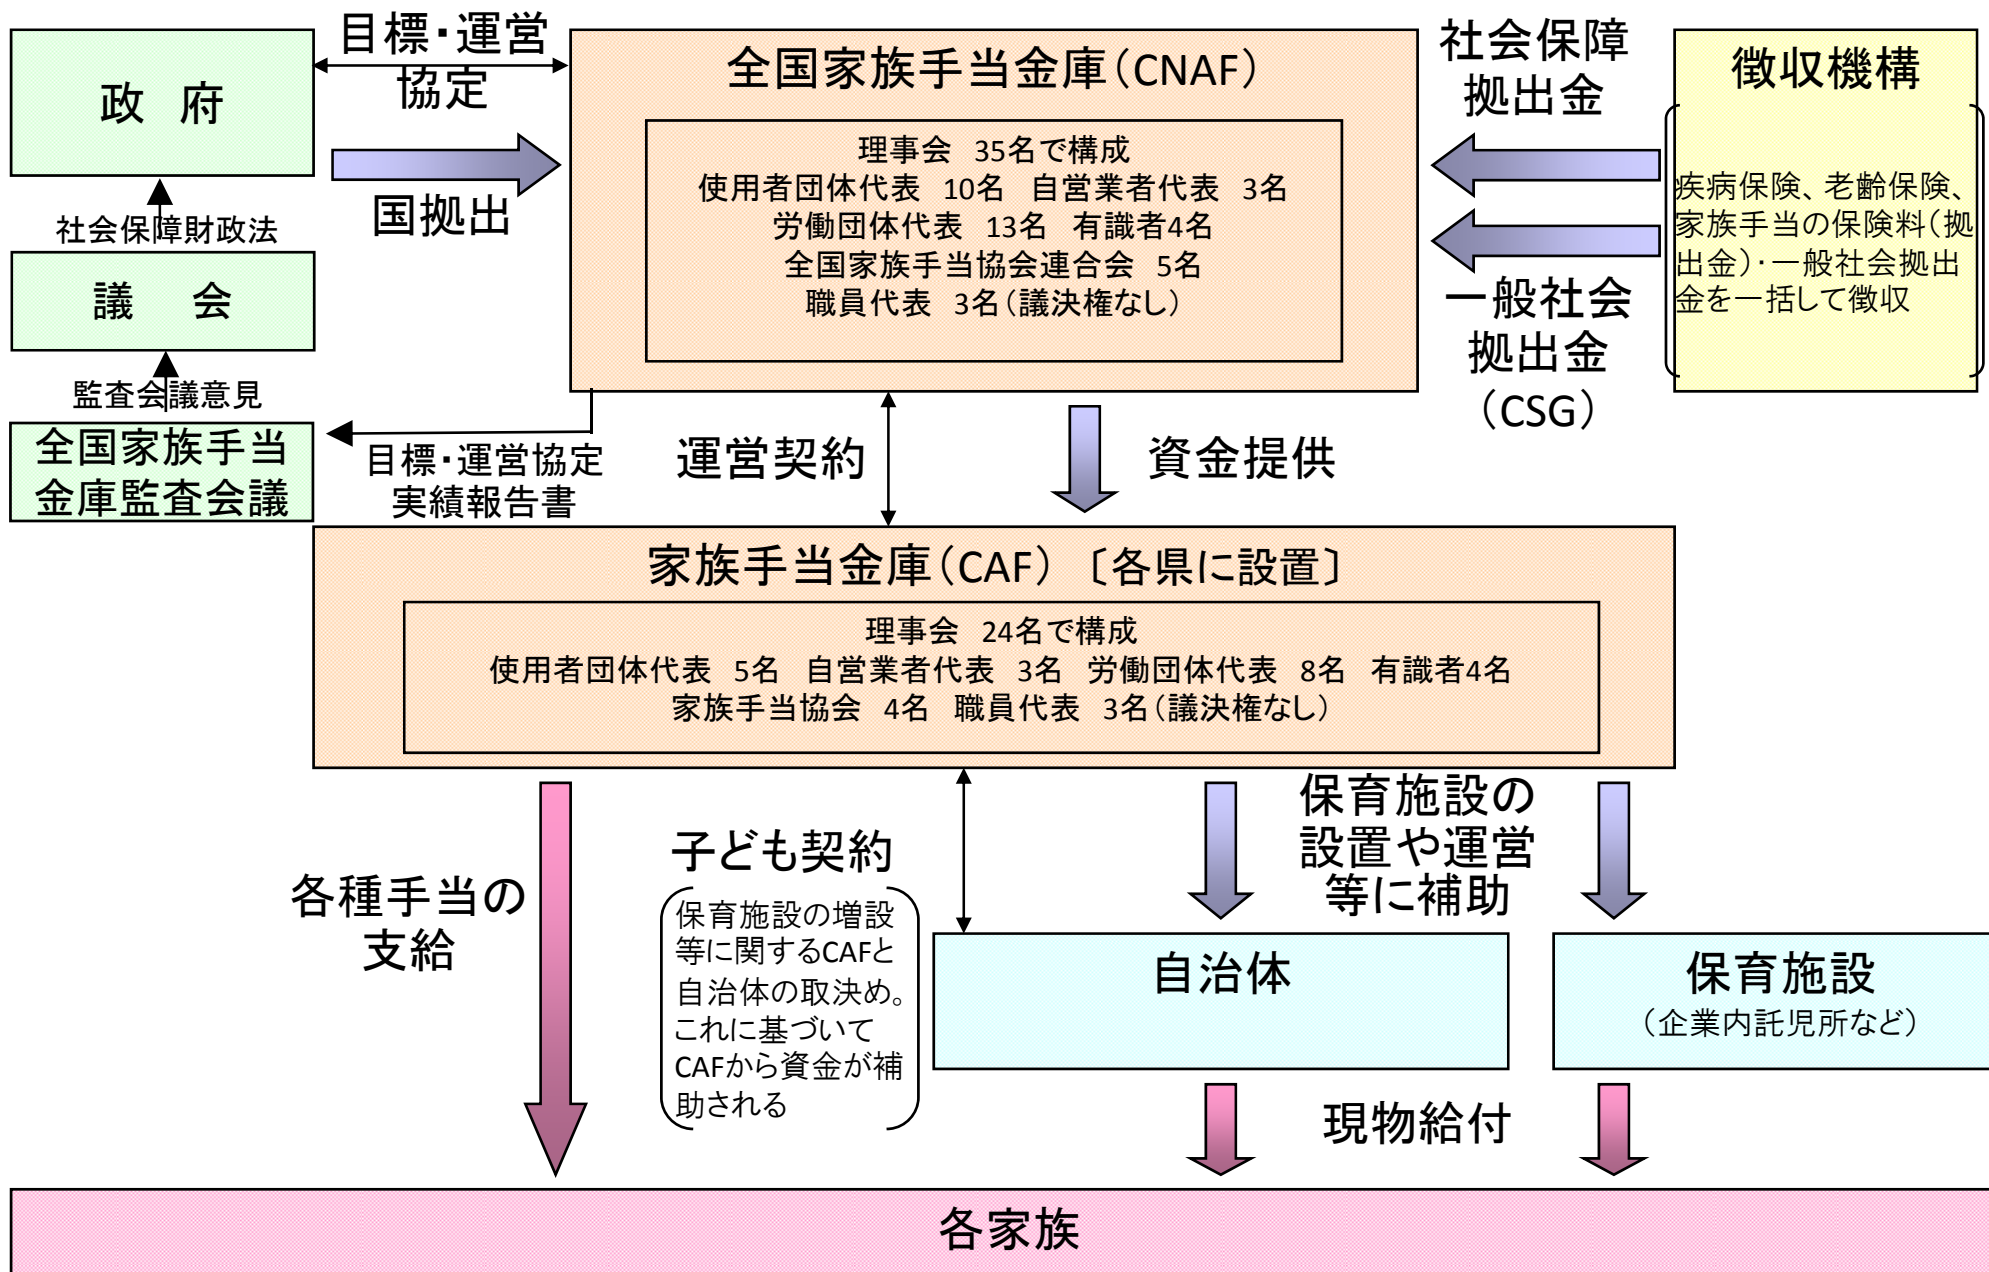 目標・運営
協定
政　府
国拠出
社会保障財政法
議　会
監査会議意見
全国家族手当
金庫監査会議
目標・運営協定
実績報告書
全国家族手当金庫（CNAF）
理事会　35名で構成
使用者団体代表　10名　自営業者代表　3名
労働団体代表　13名　有識者4名
全国家族手当協会連合会　5名
職員代表　3名（議決権なし）
社会保障
拠出金
一般社会
拠出金
（CSG）
徴収機構
疾病保険、老齢保険、
家族手当の保険料（拠
出金）・一般社会拠出
金を一括して徴収
運営契約
資金提供
家族手当金庫（CAF）〔各県に設置〕
理事会　24名で構成
使用者団体代表　5名　自営業者代表　3名　労働団体代表　8名　有識者4名
家族手当協会　4名　職員代表　3名（議決権なし）
各種手当の
支給
子ども契約
保育施設の増設
等に関するCAFと
自治体の取決め。
これに基づいて
CAFから資金が補
助される
保育施設の
設置や運営
等に補助
自治体
保育施設
（企業内託児所など）
現物給付
各家族